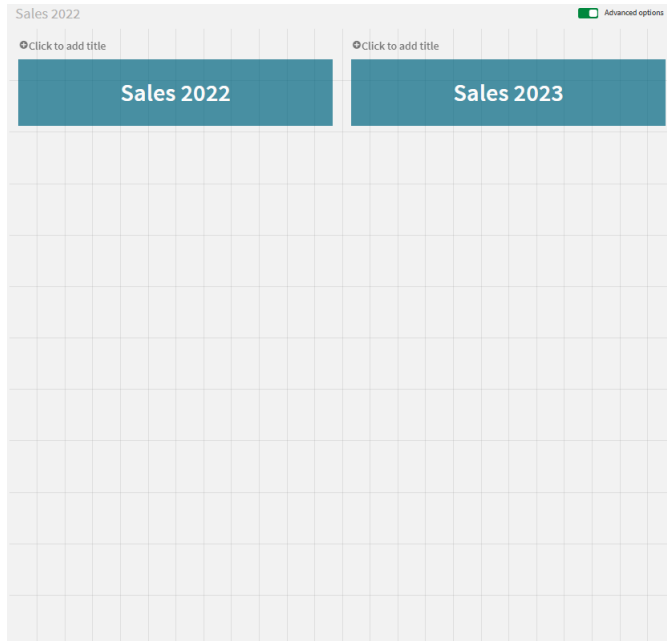 Sales 2022
Advanced options
Click to add title
Click to add title
Sales 2022
Sales 2023